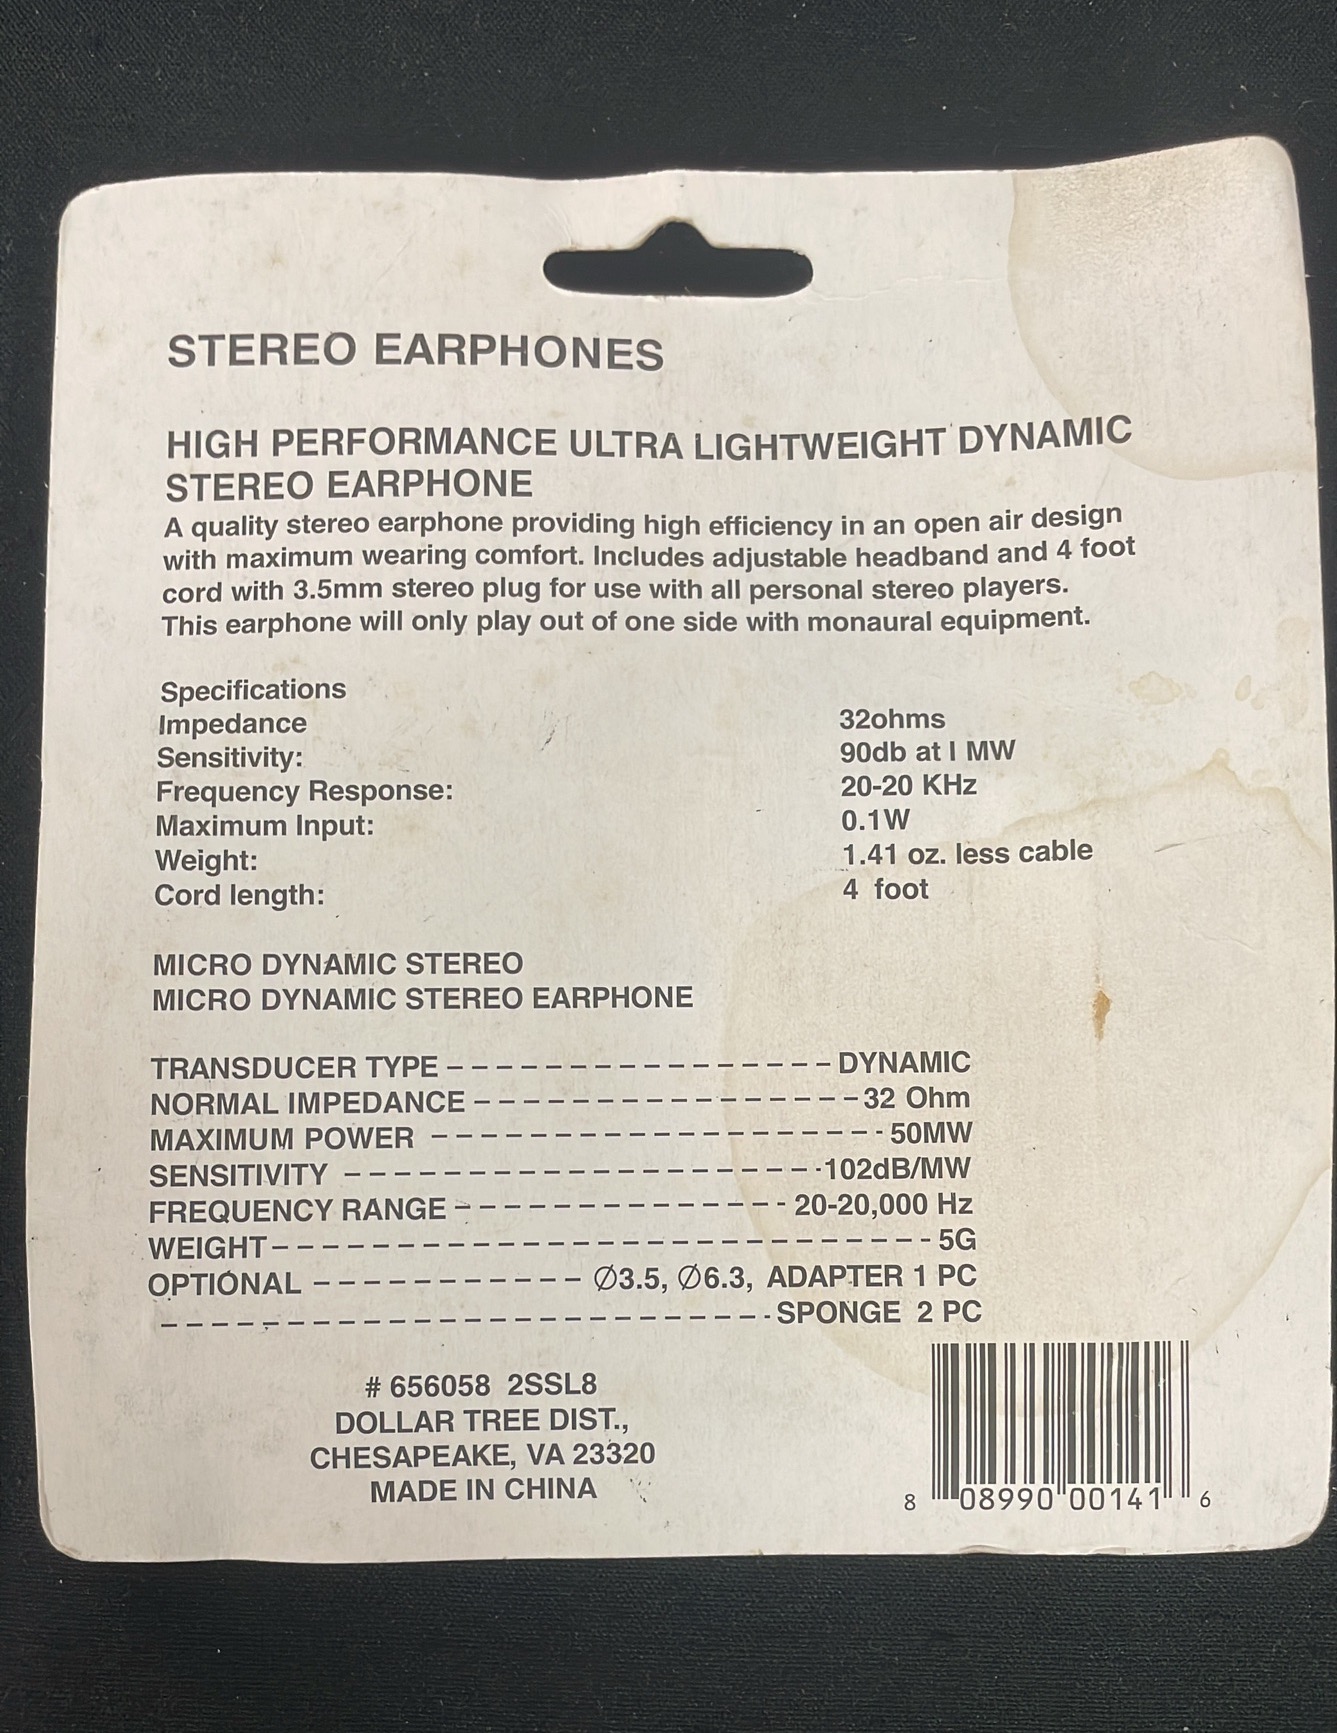 STEREO EARPHONES
HIGH PERFORMANCE ULTRA LIGHTWEIGHT DYNAMIC
STEREO EARPHONE
A quality stereo earphone providing high efficiency in an open air design
with maximum wearing comfort. Includes adjustable headband and 4 foot
cord with 3.5mm stereo plug for use with all personal stereo players.
This earphone will only play out of one side with monaural equipment.
Specifications
Impedance 32ohms
Sensitivity: 90db at I MW
Frequency Response: 20-20 KHz
Maximum Input: 0.1W
Weight: 1.41 oz. less cable
Cord length: 4 foot
MICRO DYNAMIC STEREO
MICRO DYNAMIC STEREO EARPHONE
TRANSDUCER TYPE ---------------- DYNAMIC
NORMAL IMPEDANCE ---------------- 32 Ohm
MAXIMUM POWER ------------------- 50MW
SENSITIVITY -------------------- 102dB/MW
FREQUENCY RANGE -------------- 20-20,000 Hz
WEIGHT --------------------------- 5G
OPTIONAL ----------- Ø3.5, Ø6.3, ADAPTER 1 PC
-------------------------- SPONGE 2 PC
# 656058 2SSL8
DOLLAR TREE DIST.,
CHESAPEAKE, VA 23320
MADE IN CHINA
8 08990 00141 6